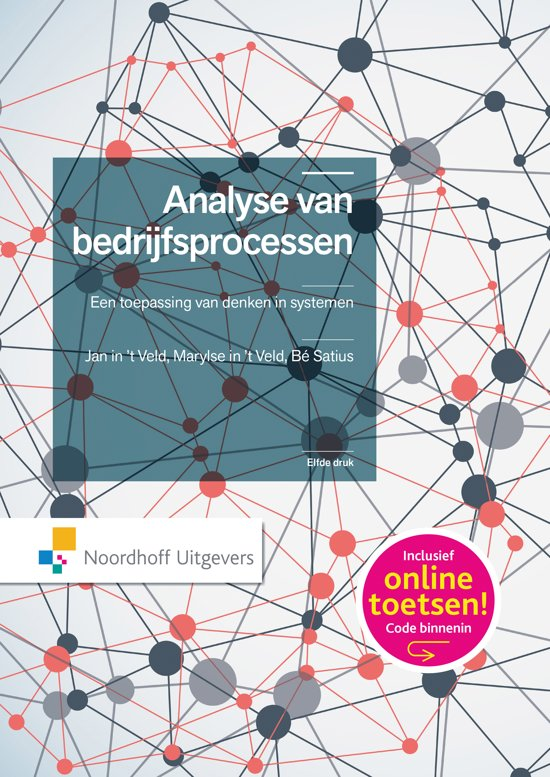 Analyse van
bedrijfsprocessen
Een toepassing van denken in systemen
Jan in 't Veld, Marylse in 't Veld, Bé Satius
Elfde druk
Noordhoff Uitgevers
Inclusief
online
toetsen!
Code binnenin